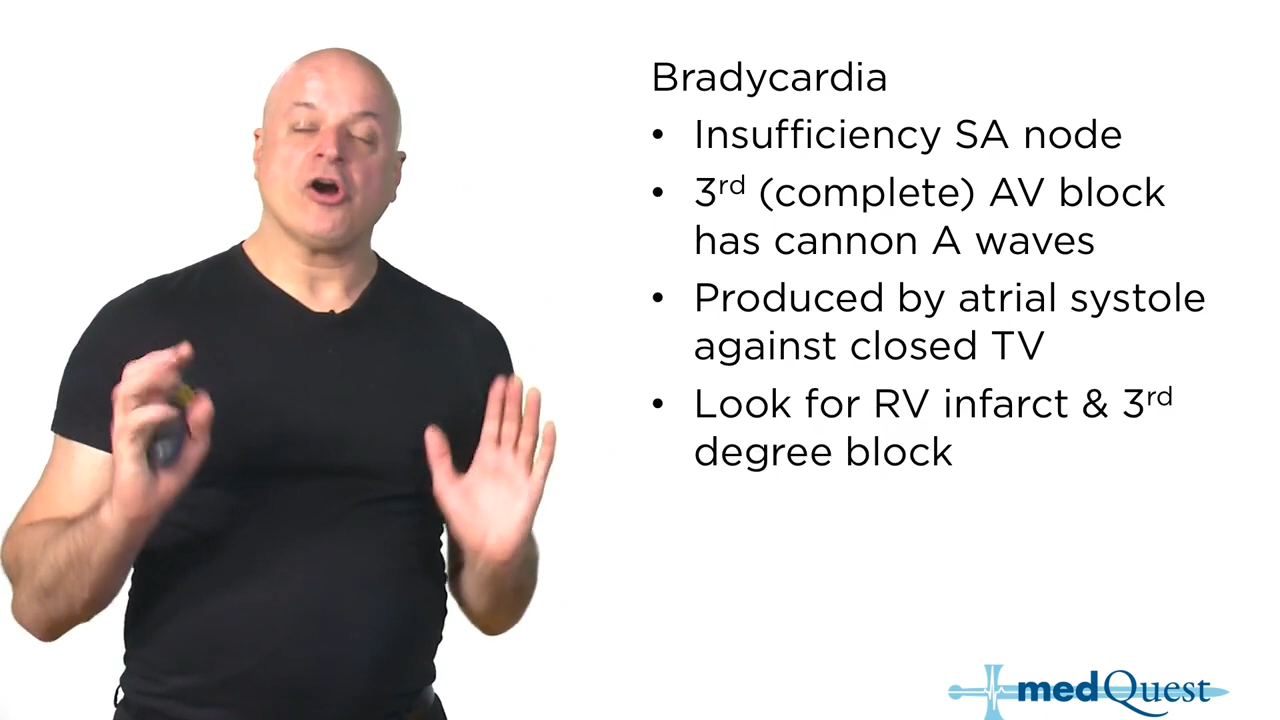 Bradycardia
• Insufficiency SA node
• 3rd (complete) AV block
has cannon A waves
• Produced by atrial systole
against closed TV
• Look for RV infarct & 3rd
degree block
medQuest